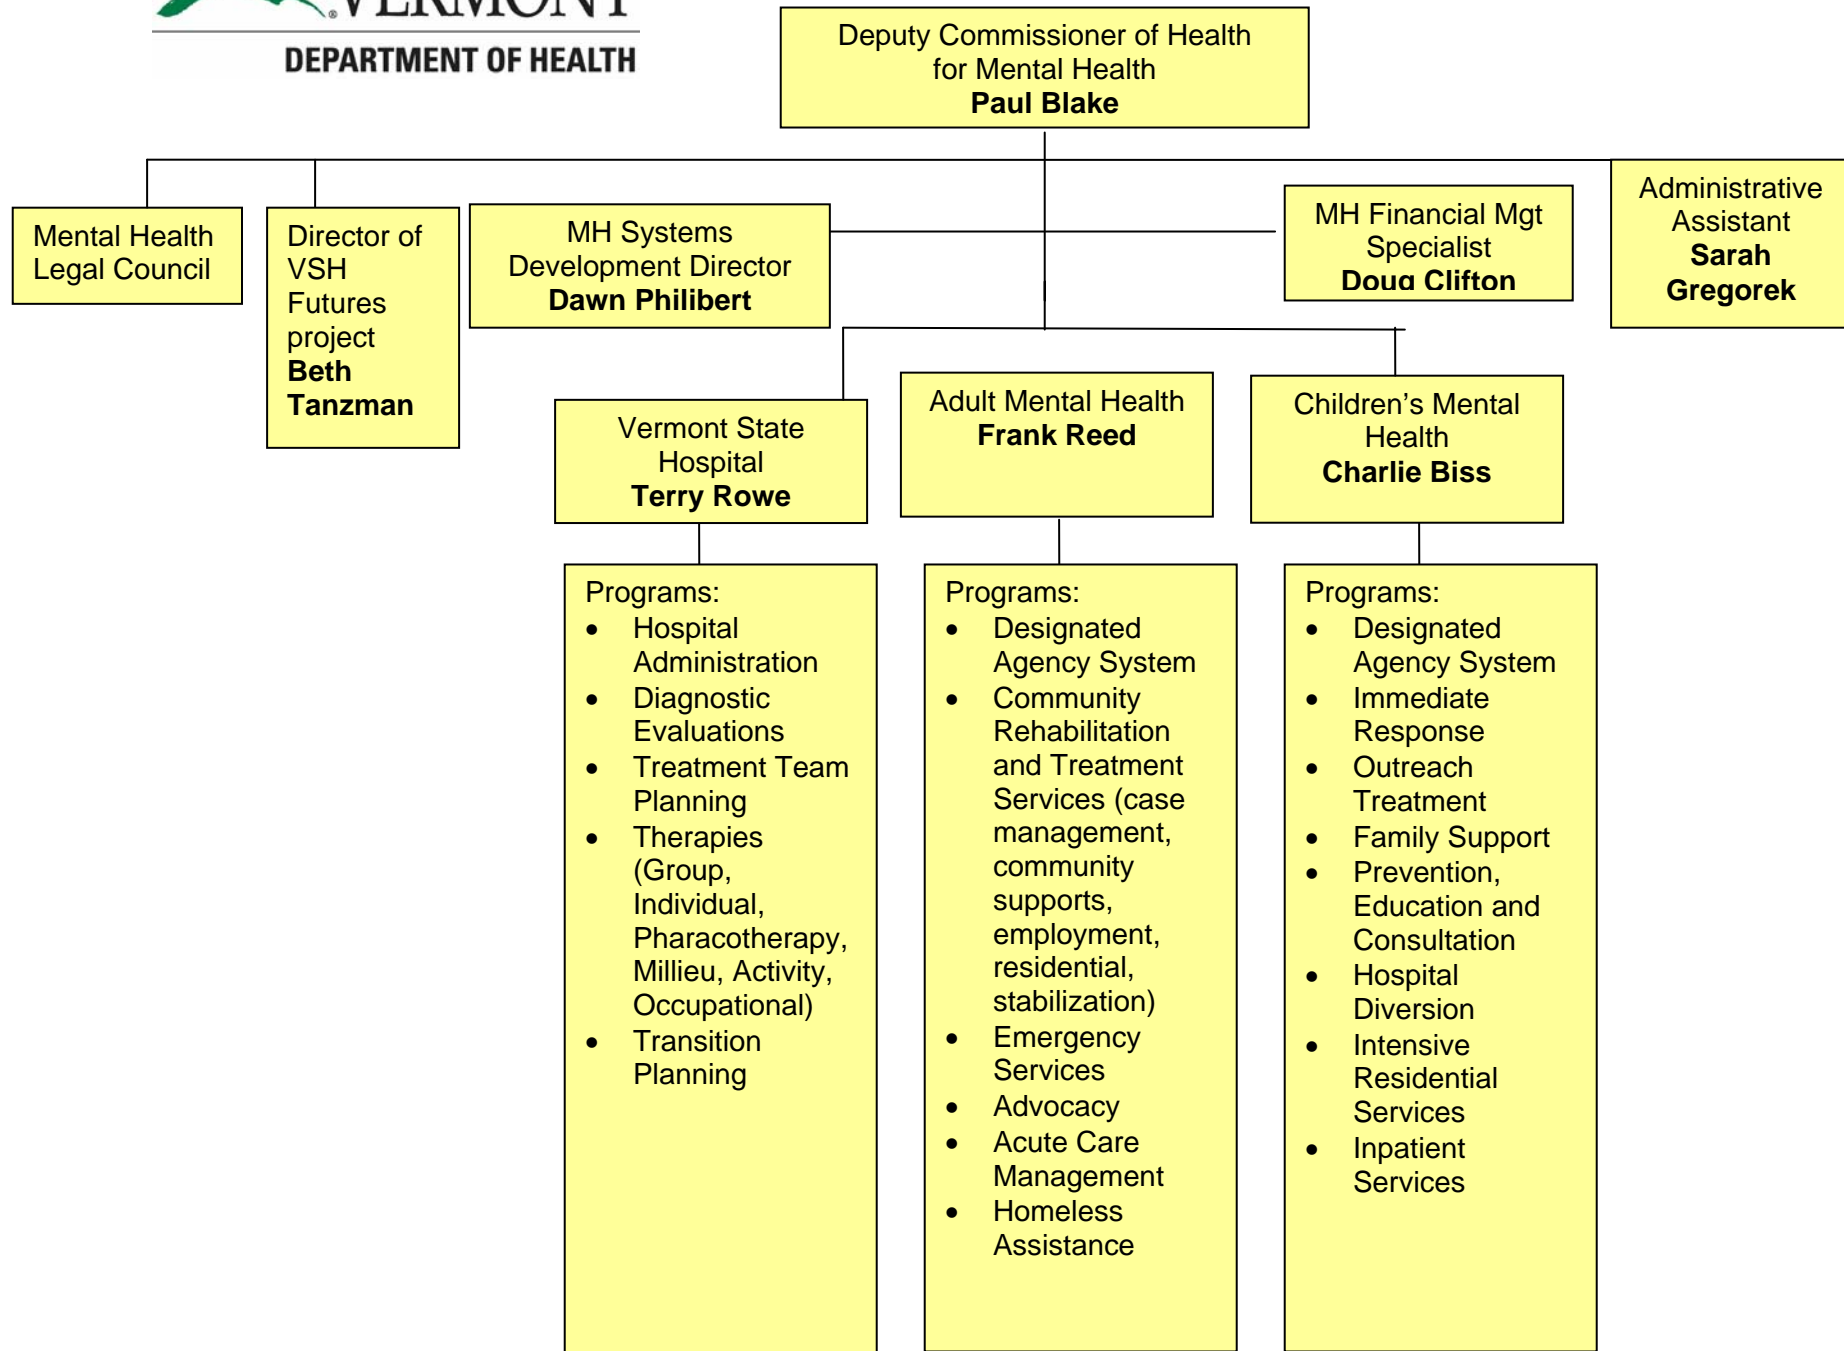 VERMONT
DEPARTMENT OF HEALTH
Deputy Commissioner of Health
for Mental Health
Paul Blake
Mental Health
Legal Council
Director of
VSH
Futures
project
Beth
Tanzman
MH Systems
Development Director
Dawn Philibert
MH Financial Mgt
Specialist
Doug Clifton
Administrative
Assistant
Sarah
Gregorek
Vermont State
Hospital
Terry Rowe
Adult Mental Health
Frank Reed
Children's Mental
Health
Charlie Biss
Programs:
• Hospital
Administration
• Diagnostic
Evaluations
• Treatment Team
Planning
• Therapies
(Group,
Individual,
Pharacotherapy,
Millieu, Activity,
Occupational)
• Transition
Planning
Programs:
• Designated
Agency System
• Community
Rehabilitation
and Treatment
Services (case
management,
community
supports,
employment,
residential,
stabilization)
• Emergency
Services
• Advocacy
• Acute Care
Management
• Homeless
Assistance
Programs:
• Designated
Agency System
• Immediate
Response
• Outreach
Treatment
• Family Support
• Prevention,
Education and
Consultation
• Hospital
Diversion
• Intensive
Residential
Services
• Inpatient
Services